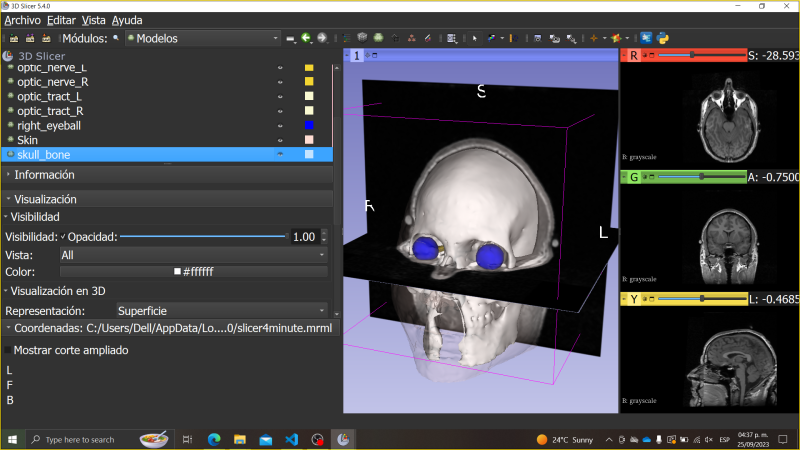 3D Slicer 5.4.0
Archivo Editar Vista Ayuda
Módulos: Modelos
3D Slicer
optic_nerve_L
optic_nerve_R
optic_tract_L
optic_tract_R
right_eyeball
Skin
skull_bone
Información
Visualización
Visibilidad
Visibilidad: Opacidad: 1.00
Vista: All
Color: #ffffff
Visualización en 3D
Representación: Superficie
Coordenadas: C:/Users/Dell/AppData/Lo....0/slicer4minute.mrml
Mostrar corte ampliado
L
F
B
1
S
R
L
R S: -28.593
B: grayscale
G A: -0.7500
B: grayscale
Y L: -0.4685
B: grayscale
Type here to search
24°C Sunny
ESP
04:37 p. m.
25/09/2023